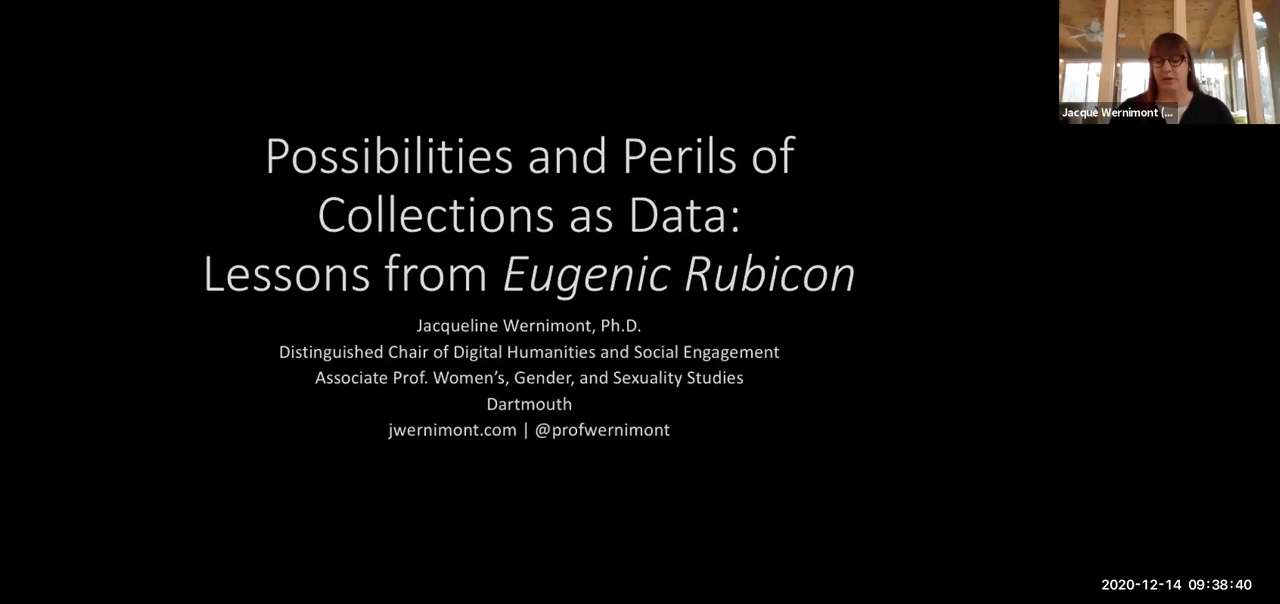 Possibilities and Perils of
Collections as Data:
Lessons from Eugenic Rubicon
Jacqueline Wernimont, Ph.D.
Distinguished Chair of Digital Humanities and Social Engagement
Associate Prof. Women's, Gender, and Sexuality Studies
Dartmouth
jwernimont.com | @profwernimont
Jacque Wernimont (...
2020-12-14 09:38:40